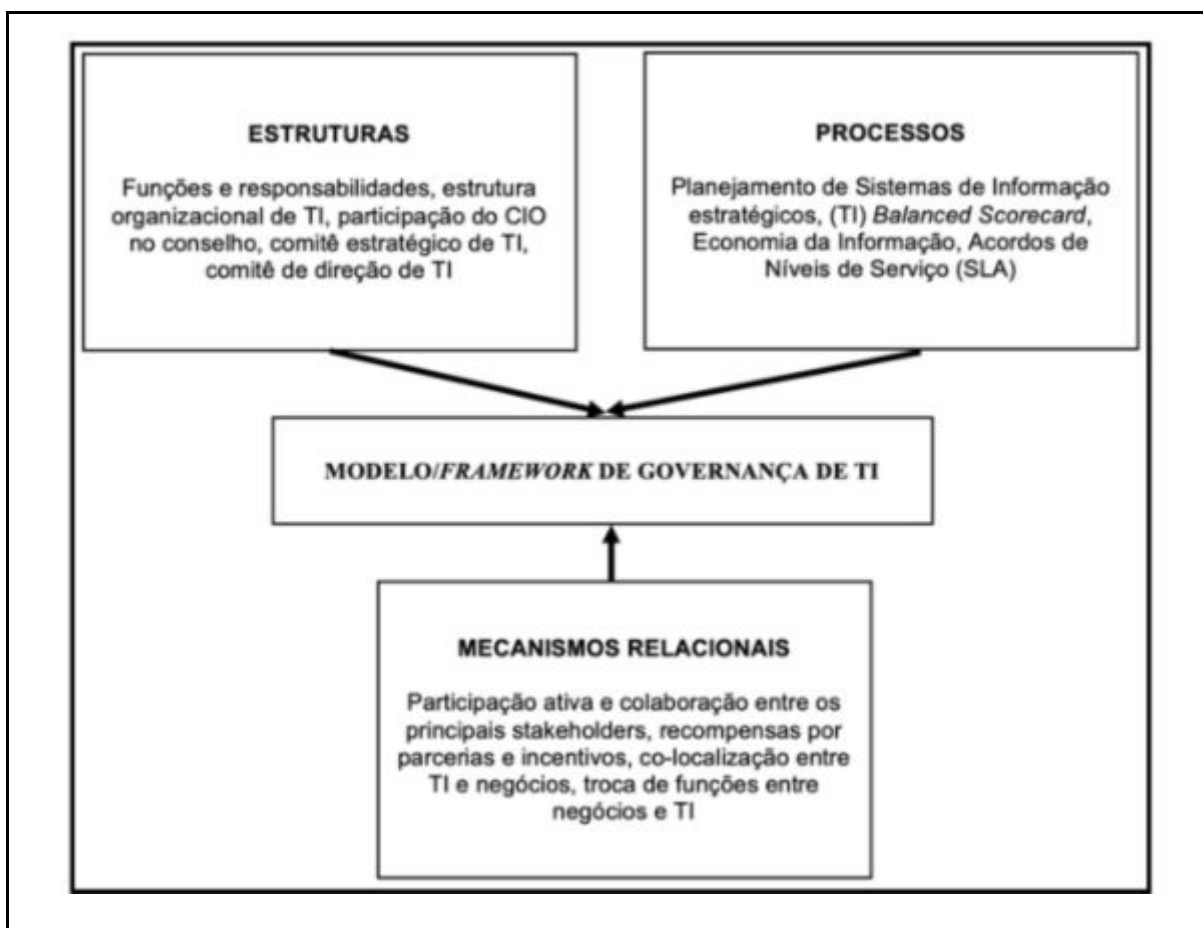 ESTRUTURAS
Funções e responsabilidades, estrutura
organizacional de TI, participação do CIO
no conselho, comitê estratégico de TI,
comitê de direção de TI
PROCESSOS
Planejamento de Sistemas de Informação
estratégicos, (TI) Balanced Scorecard,
Economia da Informação, Acordos de
Níveis de Serviço (SLA)
MODELO/FRAMEWORK DE GOVERNANÇA DE TI
MECANISMOS RELACIONAIS
Participação ativa e colaboração entre os
principais stakeholders, recompensas por
parcerias e incentivos, co-localização entre
TI e negócios, troca de funções entre
negócios e TI